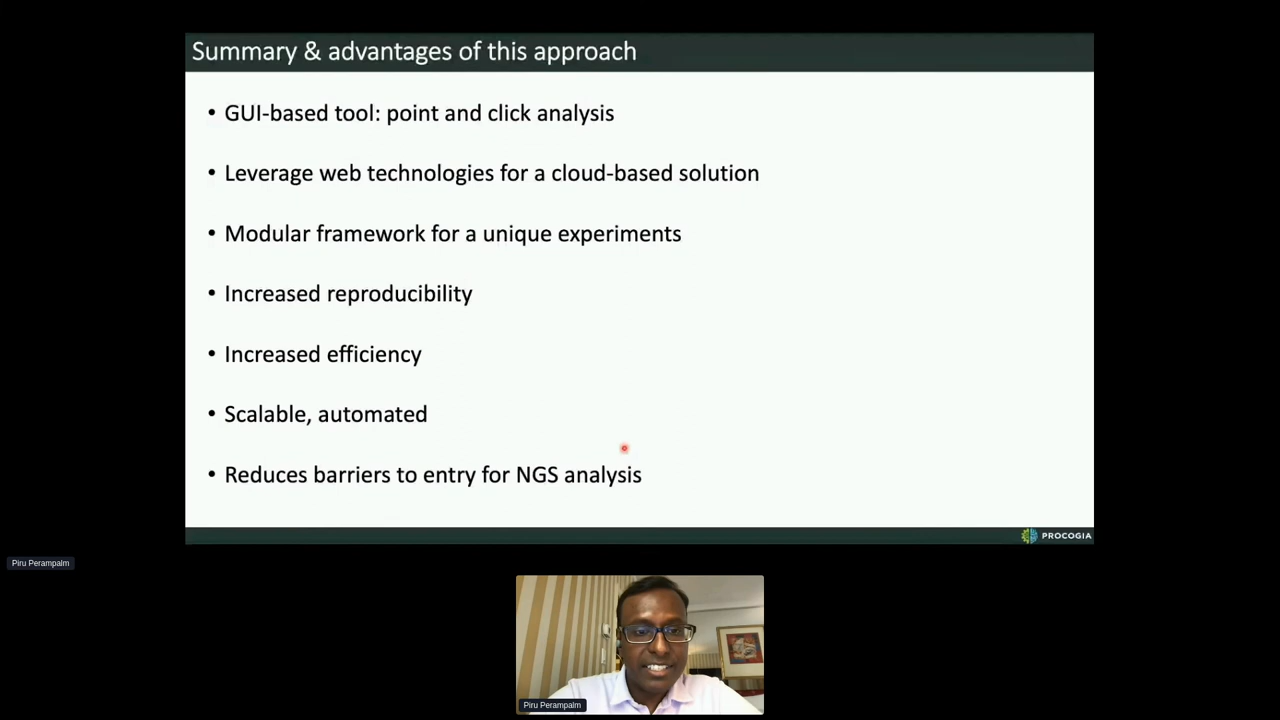 Summary & advantages of this approach
• GUI-based tool: point and click analysis
• Leverage web technologies for a cloud-based solution
• Modular framework for a unique experiments
• Increased reproducibility
• Increased efficiency
• Scalable, automated
• Reduces barriers to entry for NGS analysis
PROCOGIA
Piru Perampalm
Piru Perampalm